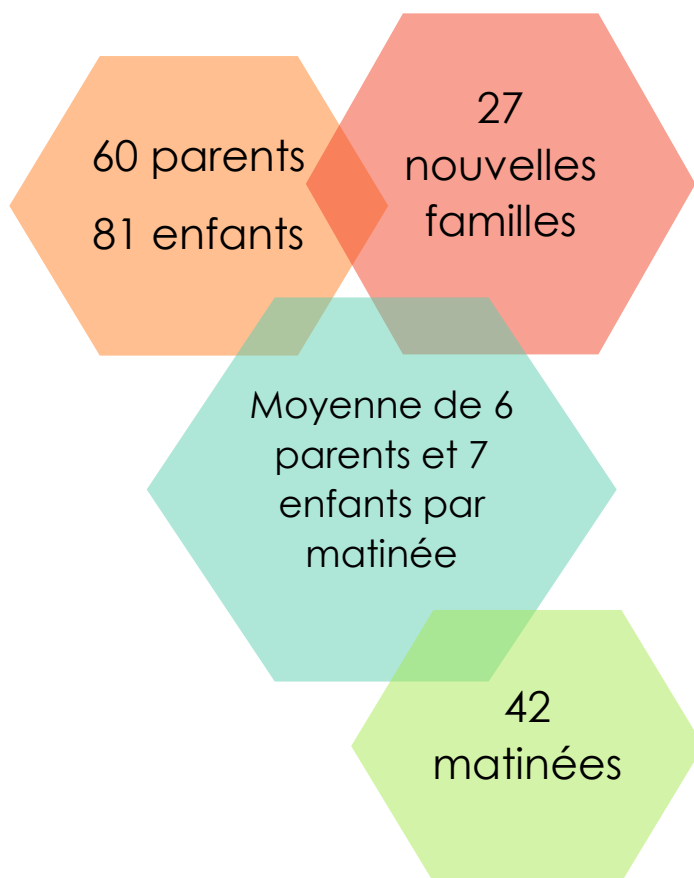 60 parents
81 enfants
27
nouvelles
familles
Moyenne de 6
parents et 7
enfants par
matinée
42
matinées